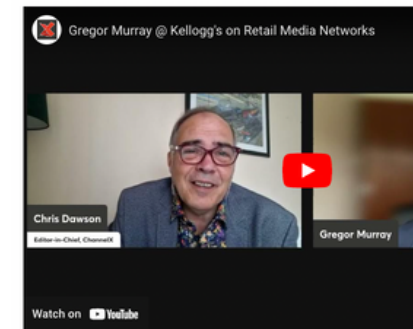 Gregor Murray @ Kellogg's on Retail Media Networks
Chris Dawson
Editor-in-Chief, ChannelX
Gregor Murray
Watch on YouTube